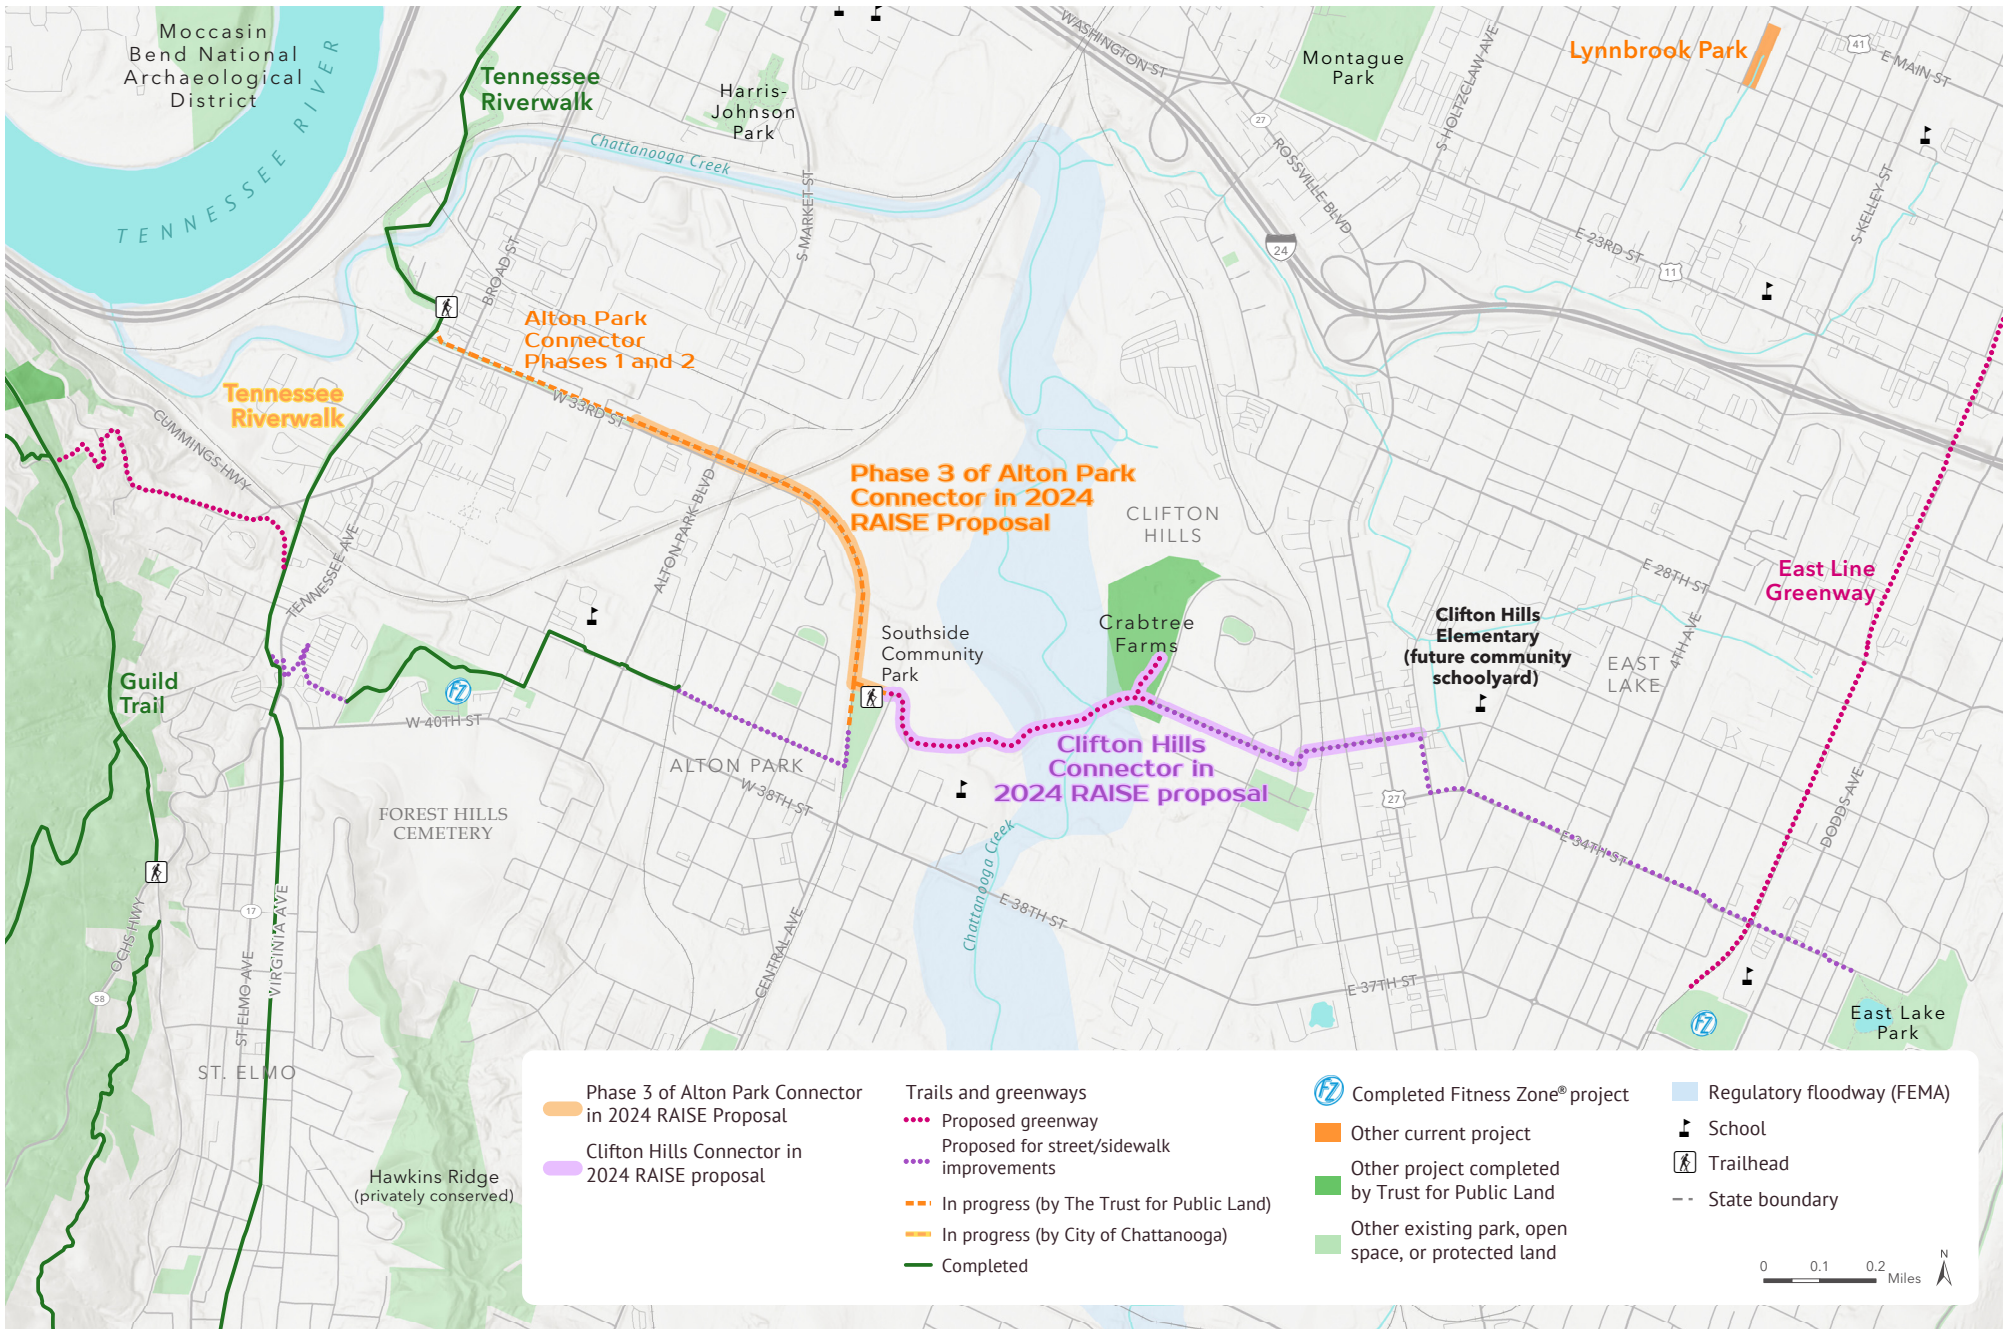 Moccasin
Bend National
Archaeological
District
TENNESSEE RIVER
Tennessee
Riverwalk
Harris-
Johnson
Park
Chattanooga Creek
WASHINGTON ST
Montague
Park
S HOLTZCLAW AVE
Lynnbrook Park
41
E MAIN ST
27
ROSSVILLE BLVD
S MARKET ST
BROAD ST
24
E 23RD ST
11
S KELLEY ST
Alton Park
Connector
Phases 1 and 2
W 33RD ST
Tennessee
Riverwalk
CUMMINGS HWY
TENNESSEE AVE
ALTON PARK BLVD
Phase 3 of Alton Park
Connector in 2024
RAISE Proposal
CLIFTON
HILLS
Crabtree
Farms
E 28TH ST
East Line
Greenway
Clifton Hills
Elementary
(future community
schoolyard)
EAST
LAKE
4TH AVE
Southside
Community
Park
Guild
Trail
FZ
W 40TH ST
ALTON PARK
W 38TH ST
Clifton Hills
Connector in
2024 RAISE proposal
27
FOREST HILLS
CEMETERY
E 34TH ST
DODDS AVE
Chattanooga Creek
E 38TH ST
OCHS HWY
17
VIRGINIA AVE
ST ELMO AVE
58
CENTRAL AVE
E 37TH ST
FZ
East Lake
Park
ST. ELMO
Hawkins Ridge
(privately conserved)
Phase 3 of Alton Park Connector
in 2024 RAISE Proposal
Clifton Hills Connector in
2024 RAISE proposal
Trails and greenways
Proposed greenway
Proposed for street/sidewalk
improvements
In progress (by The Trust for Public Land)
In progress (by City of Chattanooga)
Completed
FZ Completed Fitness Zone® project
Other current project
Other project completed
by Trust for Public Land
Other existing park, open
space, or protected land
Regulatory floodway (FEMA)
School
Trailhead
State boundary
0 0.1 0.2
Miles
N